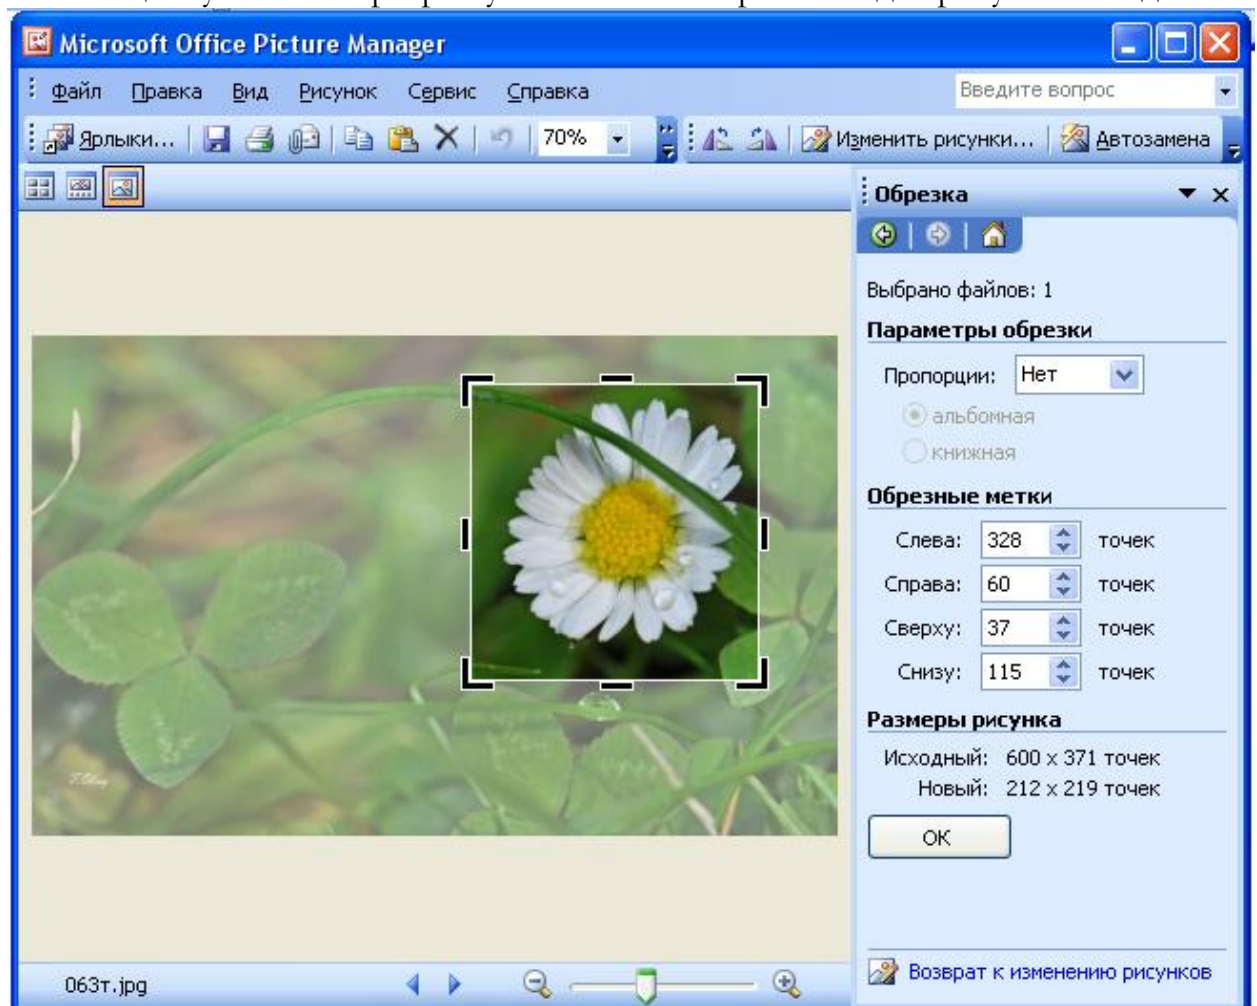 Microsoft Office Picture Manager
Файл Правка Вид Рисунок Сервис Справка Введите вопрос
Ярлыки... 70% Изменить рисунки... Автозамена
Обрезка
Выбрано файлов: 1
Параметры обрезки
Пропорции: Нет
альбомная
книжная
Обрезные метки
Слева: 328 точек
Справа: 60 точек
Сверху: 37 точек
Снизу: 115 точек
Размеры рисунка
Исходный: 600 x 371 точек
Новый: 212 x 219 точек
ОК
Возврат к изменению рисунков
063т.jpg